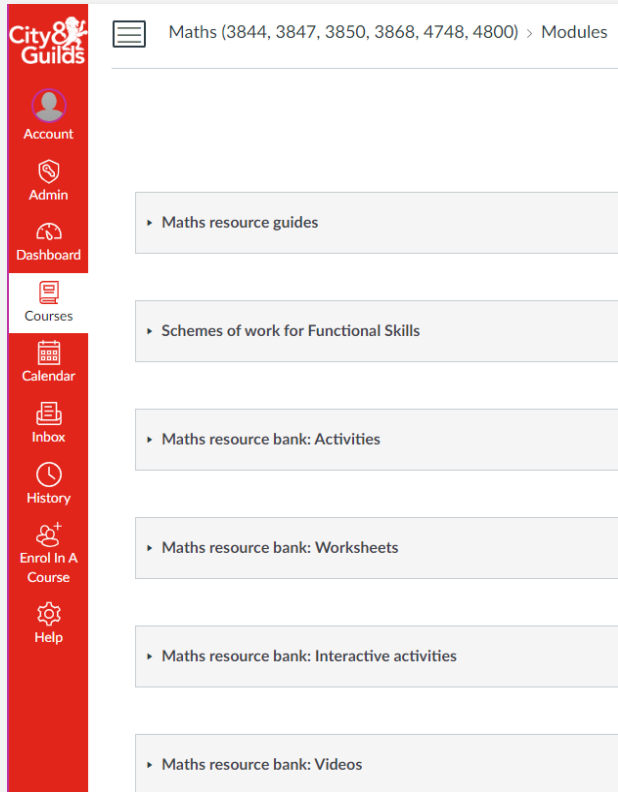 City&
Guilds
Maths (3844, 3847, 3850, 3868, 4748, 4800) > Modules
Account
Admin
Dashboard
Courses
Calendar
Inbox
History
Enrol In A
Course
Help
Maths resource guides
Schemes of work for Functional Skills
Maths resource bank: Activities
Maths resource bank: Worksheets
Maths resource bank: Interactive activities
Maths resource bank: Videos